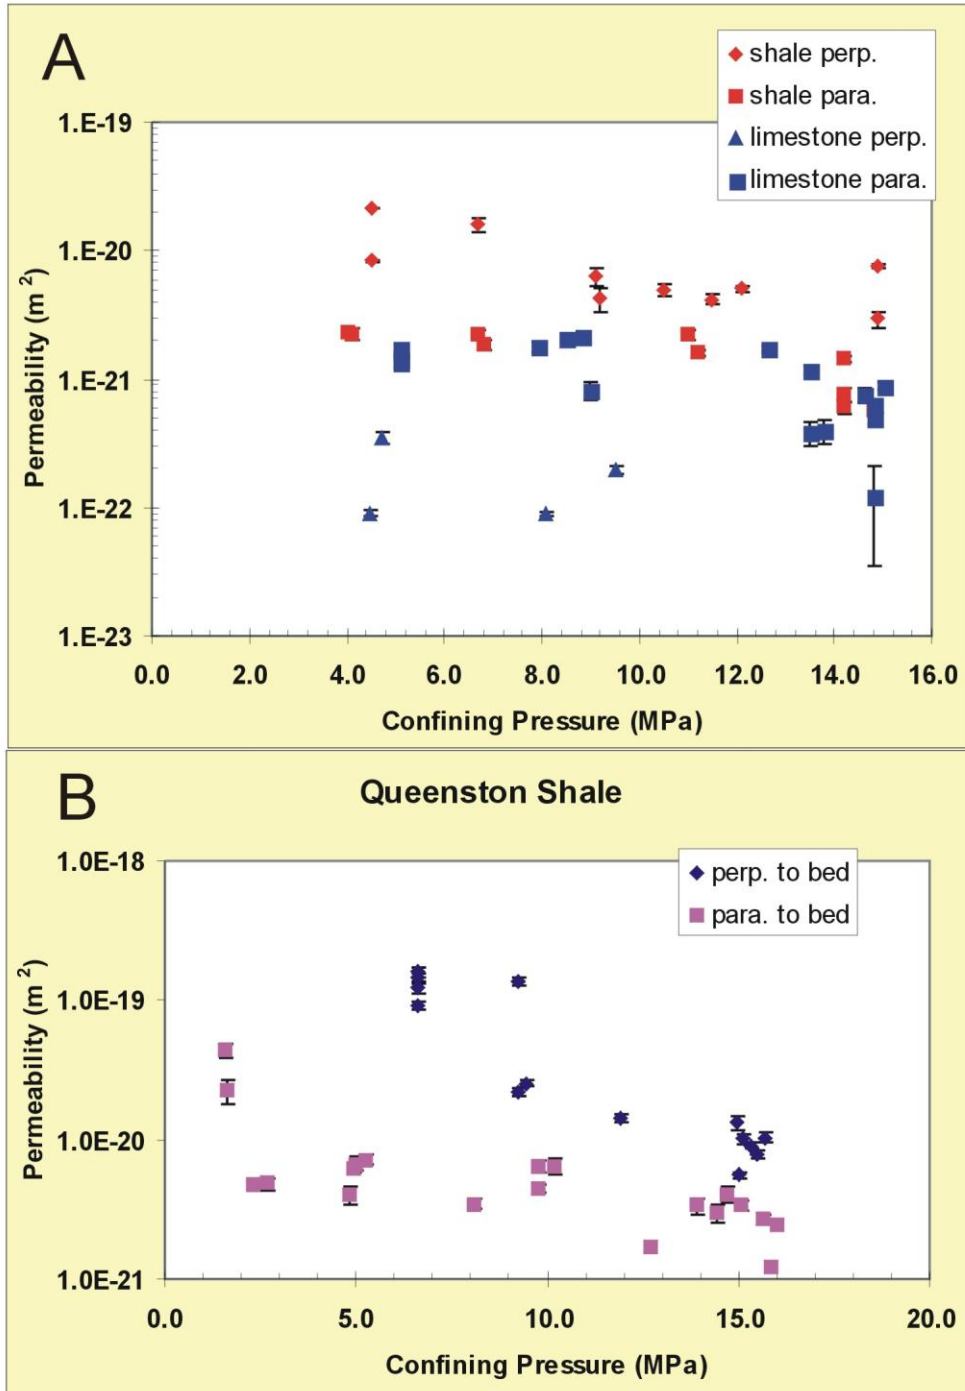 A
shale perp.
shale para.
limestone perp.
limestone para.
1.E-19
1.E-20
1.E-21
1.E-22
1.E-23
Permeability (m ²)
0.0 2.0 4.0 6.0 8.0 10.0 12.0 14.0 16.0
Confining Pressure (MPa)
B
Queenston Shale
perp. to bed
para. to bed
1.0E-18
1.0E-19
1.0E-20
1.0E-21
Permeability (m ²)
0.0 5.0 10.0 15.0 20.0
Confining Pressure (MPa)